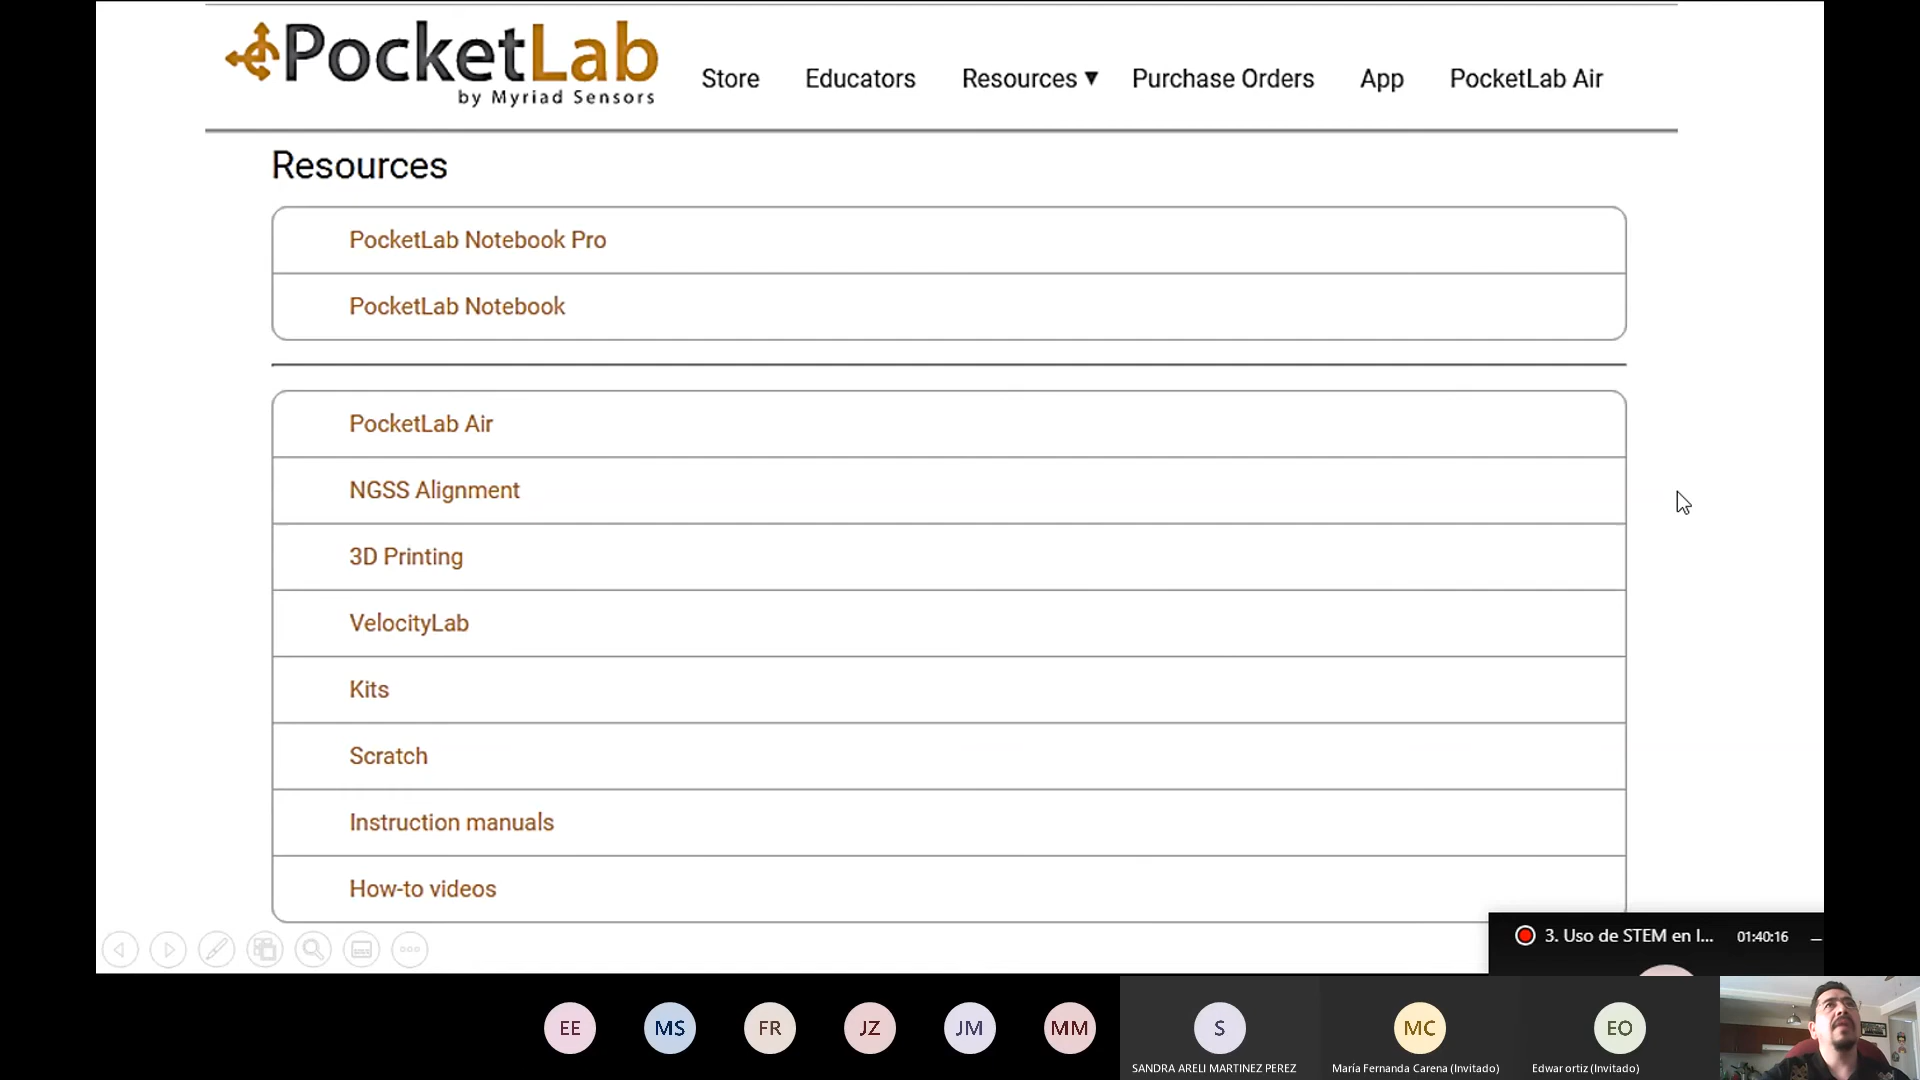 PocketLab
by Myriad Sensors
Store
Educators
Resources ▼
Purchase Orders
App
PocketLab Air
Resources
PocketLab Notebook Pro
PocketLab Notebook
PocketLab Air
NGSS Alignment
3D Printing
VelocityLab
Kits
Scratch
Instruction manuals
How-to videos
3. Uso de STEM en l...
01:40:16
EE
MS
FR
JZ
JM
MM
S
MC
EO
SANDRA ARELI MARTINEZ PEREZ
María Fernanda Carena (Invitado)
Edwar ortiz (Invitado)